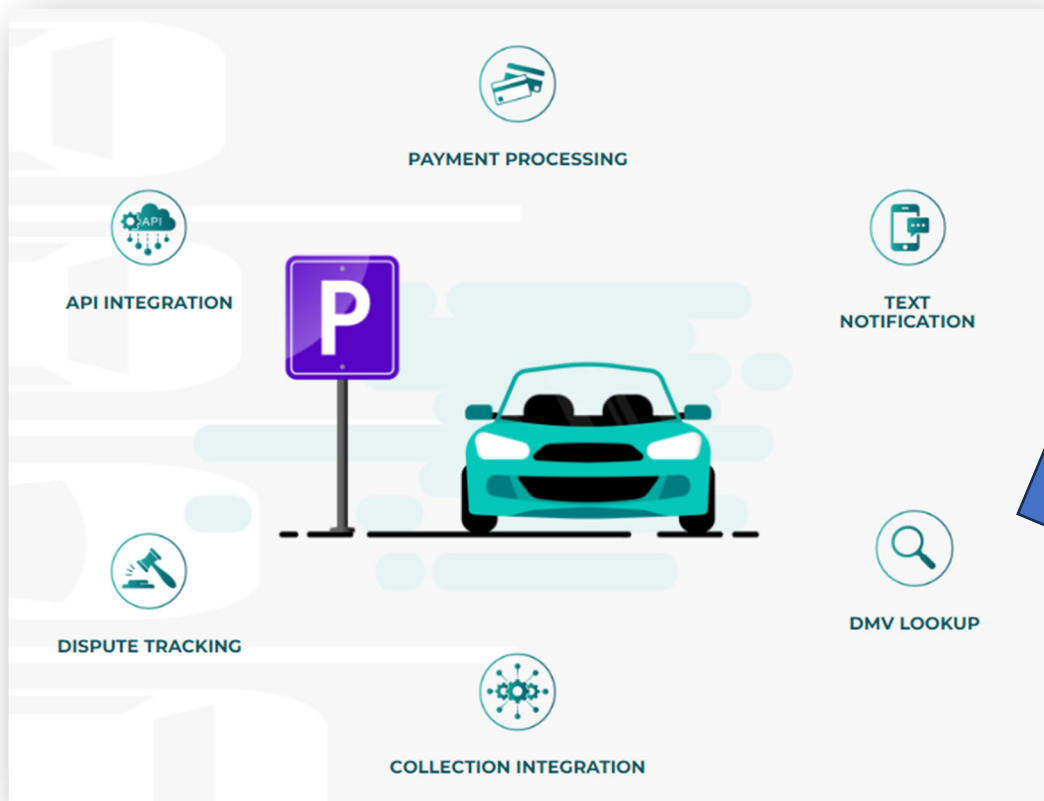 PAYMENT PROCESSING
API
API INTEGRATION
TEXT
NOTIFICATION
P
DISPUTE TRACKING
DMV LOOKUP
COLLECTION INTEGRATION